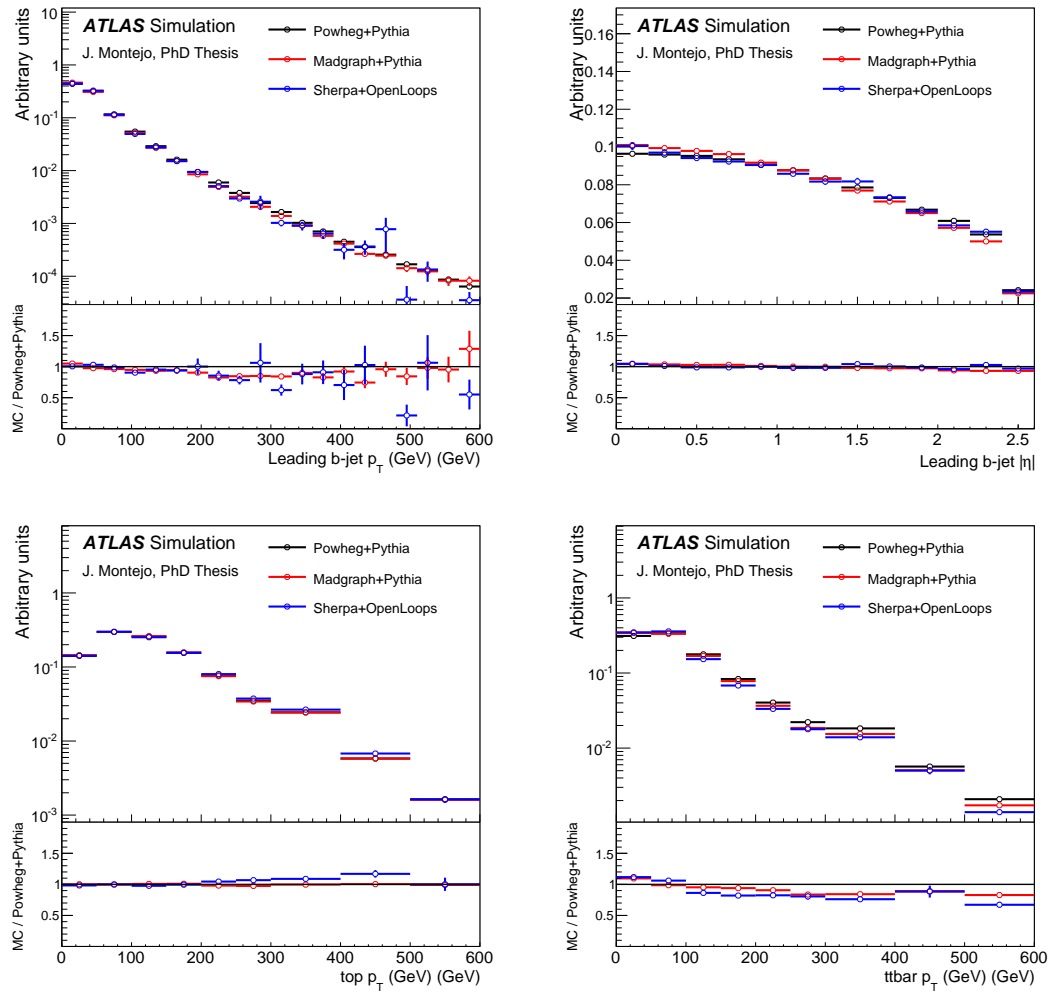 ATLAS Simulation
J. Montejo, PhD Thesis
Powheg+Pythia
Madgraph+Pythia
Sherpa+OpenLoops
Arbitrary units
10
1
10^-1
10^-2
10^-3
10^-4
MC / Powheg+Pythia
1.5
1
0.5
0 100 200 300 400 500 600
Leading b-jet p_T (GeV) (GeV)
ATLAS Simulation
J. Montejo, PhD Thesis
Powheg+Pythia
Madgraph+Pythia
Sherpa+OpenLoops
Arbitrary units
0.16
0.14
0.12
0.1
0.08
0.06
0.04
0.02
MC / Powheg+Pythia
1.5
1
0.5
0 0.5 1 1.5 2 2.5
Leading b-jet |η|
ATLAS Simulation
J. Montejo, PhD Thesis
Powheg+Pythia
Madgraph+Pythia
Sherpa+OpenLoops
Arbitrary units
1
10^-1
10^-2
10^-3
MC / Powheg+Pythia
1.5
1
0.5
0 100 200 300 400 500 600
top p_T (GeV) (GeV)
ATLAS Simulation
J. Montejo, PhD Thesis
Powheg+Pythia
Madgraph+Pythia
Sherpa+OpenLoops
Arbitrary units
1
10^-1
10^-2
MC / Powheg+Pythia
1.5
1
0.5
0 100 200 300 400 500 600
ttbar p_T (GeV) (GeV)